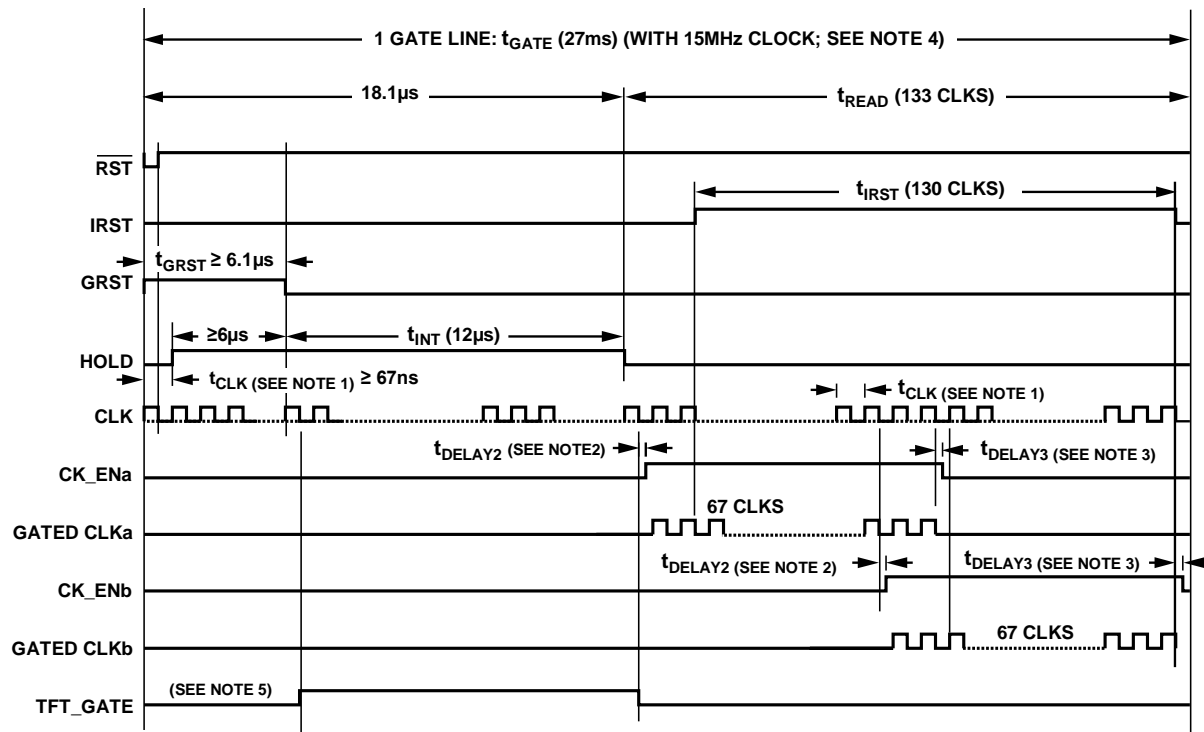 1 GATE LINE: tGATE (27ms) (WITH 15MHz CLOCK; SEE NOTE 4)
18.1µs
tREAD (133 CLKS)
RST
tIRST (130 CLKS)
IRST
tGRST ≥ 6.1µs
GRST
≥6µs
tINT (12µs)
HOLD
tCLK (SEE NOTE 1) ≥ 67ns
tCLK (SEE NOTE 1)
CLK
tDELAY2 (SEE NOTE2)
tDELAY3 (SEE NOTE 3)
CK_ENa
67 CLKS
GATED CLKa
tDELAY2 (SEE NOTE 2)
tDELAY3 (SEE NOTE 3)
CK_ENb
67 CLKS
GATED CLKb
(SEE NOTE 5)
TFT_GATE